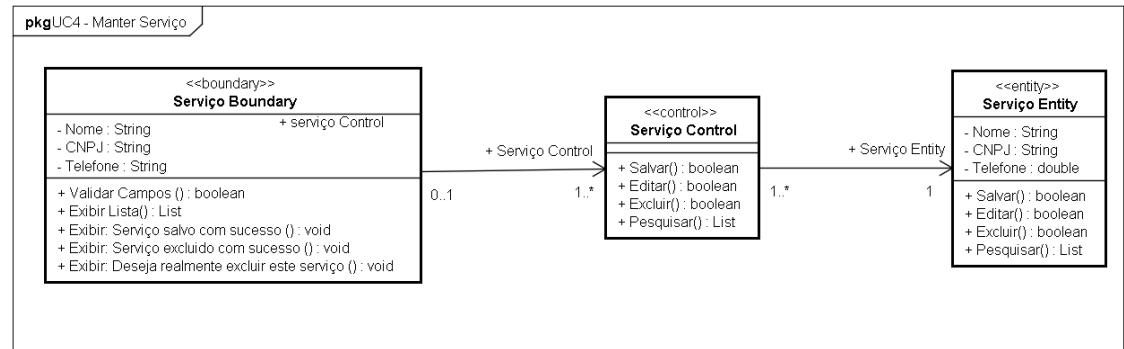 pkgUC4 - Manter Serviço
<<boundary>>
Serviço Boundary
+ serviço Control
- Nome : String
- CNPJ : String
- Telefone : String
+ Validar Campos () : boolean
+ Exibir Lista() : List
+ Exibir: Serviço salvo com sucesso () : void
+ Exibir: Serviço excluido com sucesso () : void
+ Exibir: Deseja realmente excluir este serviço () : void
+ Serviço Control
0..1
1..*
<<control>>
Serviço Control
+ Salvar() : boolean
+ Editar() : boolean
+ Excluir() : boolean
+ Pesquisar() : List
+ Serviço Entity
1..*
1
<<entity>>
Serviço Entity
- Nome : String
- CNPJ : String
- Telefone : double
+ Salvar() : boolean
+ Editar() : boolean
+ Excluir() : boolean
+ Pesquisar() : List